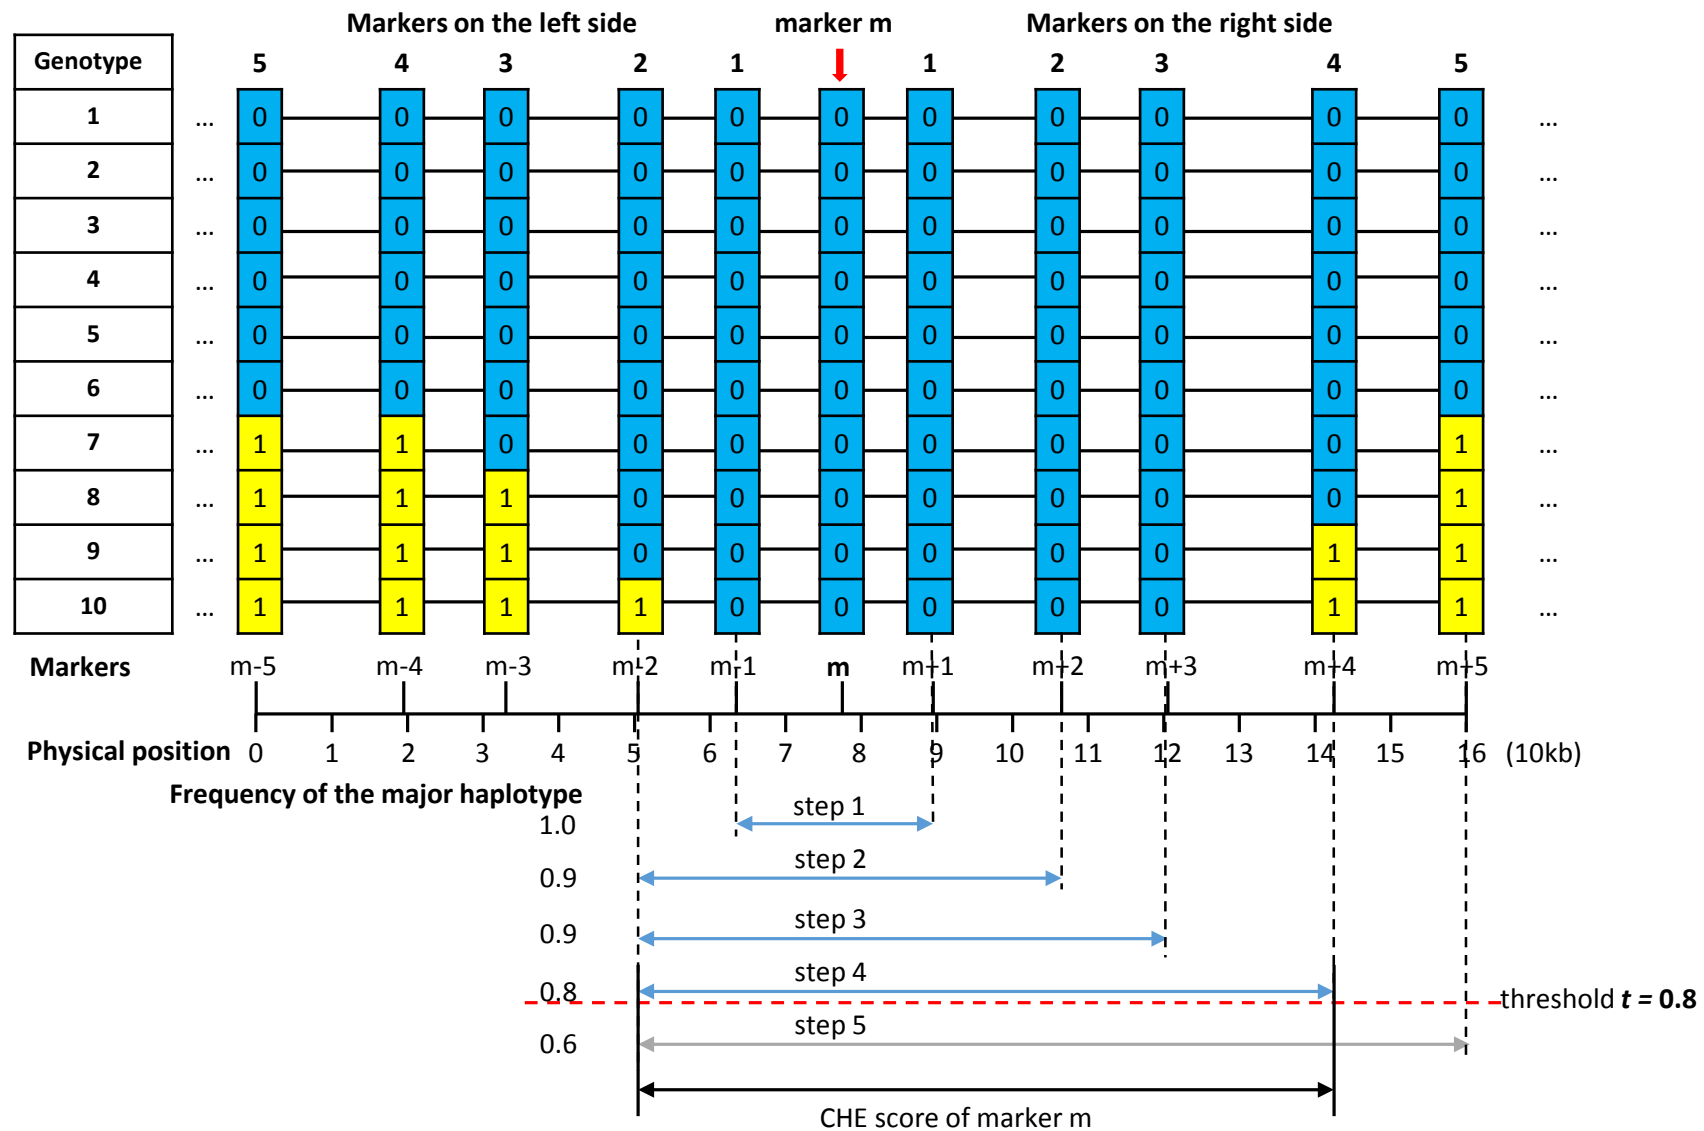 Markers on the left side marker m Markers on the right side
Genotype 5 4 3 2 1 1 2 3 4 5
1 ... 0 0 0 0 0 0 0 0 0 0 0 ...
2 ... 0 0 0 0 0 0 0 0 0 0 0 ...
3 ... 0 0 0 0 0 0 0 0 0 0 0 ...
4 ... 0 0 0 0 0 0 0 0 0 0 0 ...
5 ... 0 0 0 0 0 0 0 0 0 0 0 ...
6 ... 0 0 0 0 0 0 0 0 0 0 0 ...
7 ... 1 1 0 0 0 0 0 0 0 0 1 ...
8 ... 1 1 1 0 0 0 0 0 0 0 1 ...
9 ... 1 1 1 0 0 0 0 0 0 1 1 ...
10 ... 1 1 1 1 0 0 0 0 0 1 1 ...
Markers m-5 m-4 m-3 m-2 m-1 m m+1 m+2 m+3 m+4 m+5
Physical position 0 1 2 3 4 5 6 7 8 9 10 11 12 13 14 15 16 (10kb)
Frequency of the major haplotype
1.0 step 1
0.9 step 2
0.9 step 3
0.8 step 4
threshold t = 0.8
0.6 step 5
CHE score of marker m